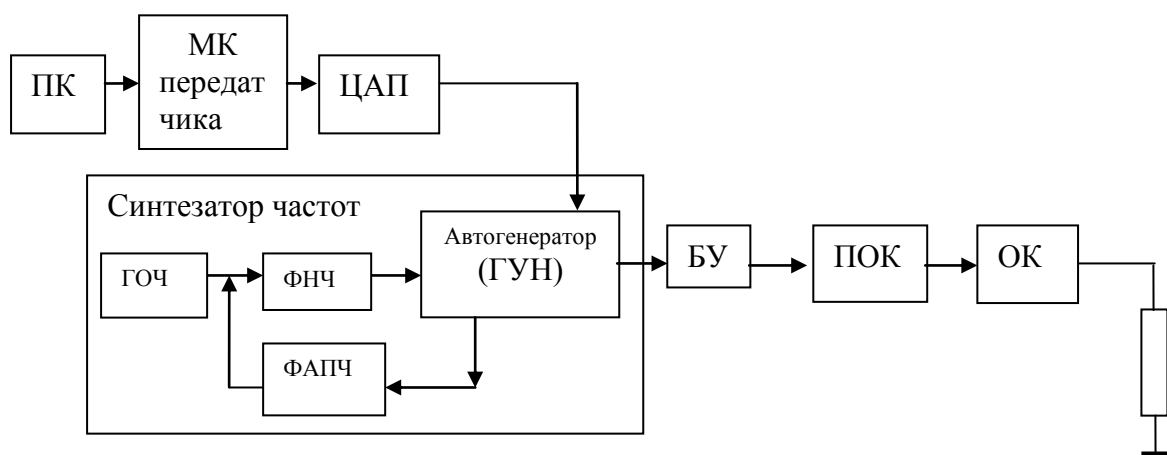 ПК
МК
передат
чика
ЦАП
Синтезатор частот
ГОЧ
ФНЧ
Автогенератор
(ГУН)
ФАПЧ
БУ
ПОК
ОК